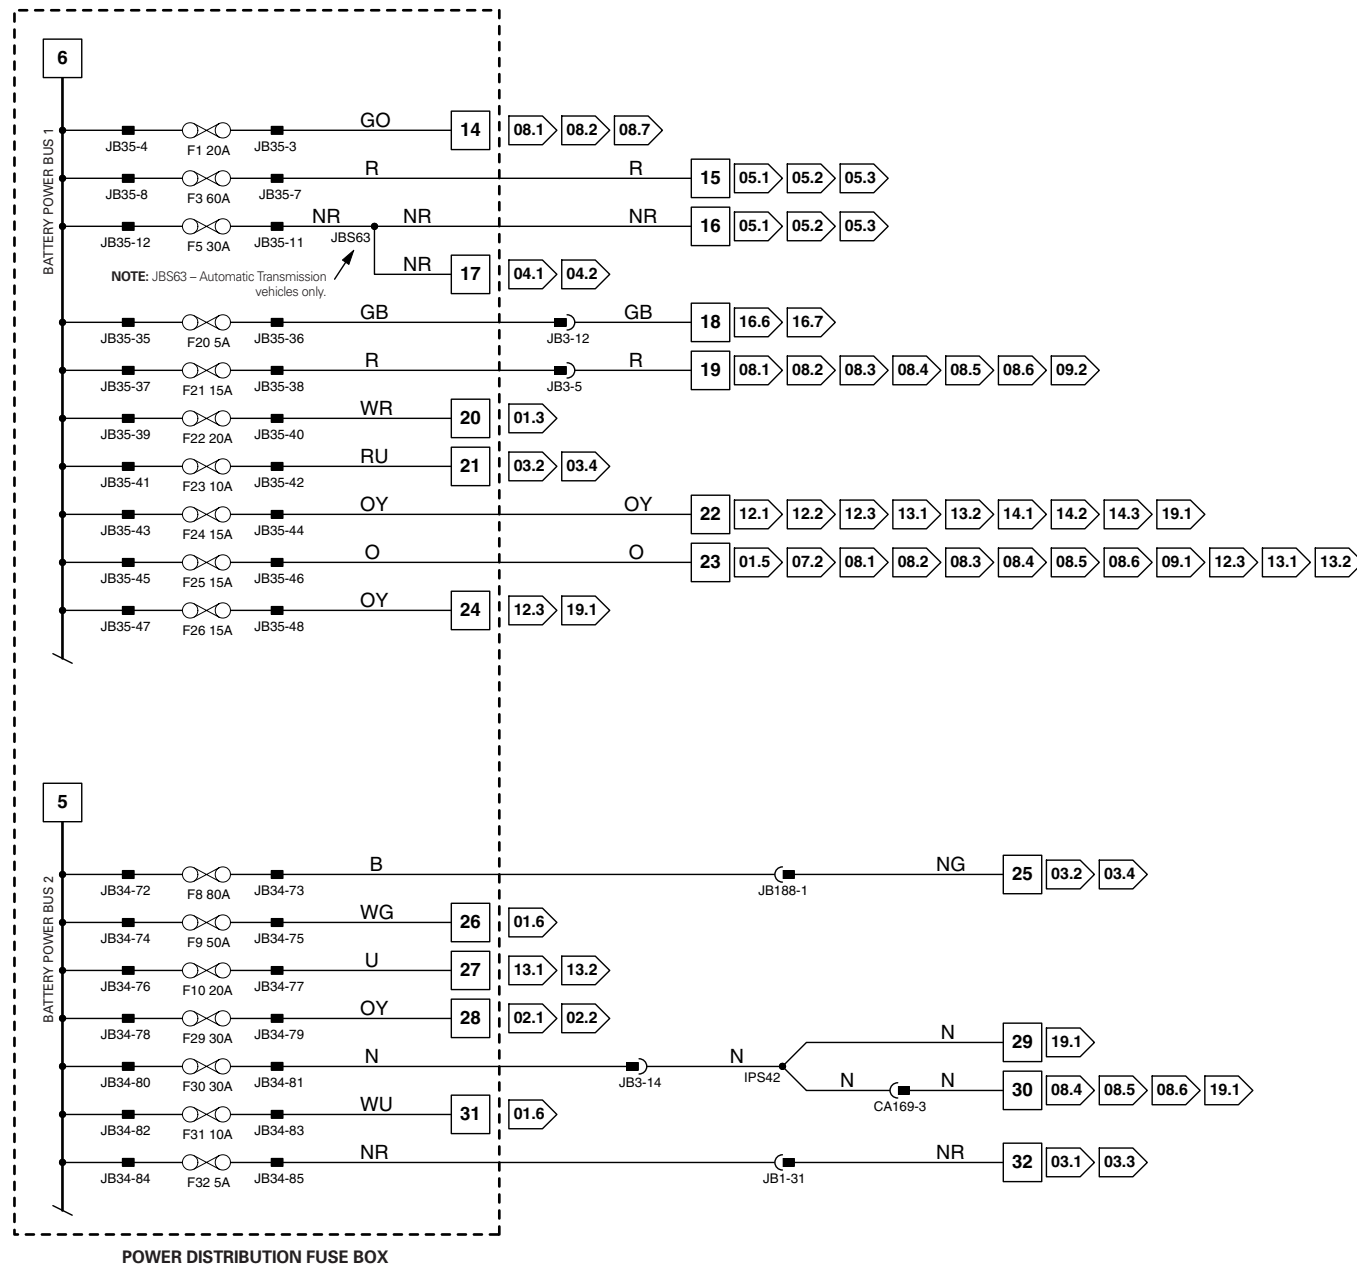 6
BATTERY POWER BUS 1
GO
14 08.1 08.2 08.7
JB35-4 F1 20A JB35-3
R R
15 05.1 05.2 05.3
JB35-8 F3 60A JB35-7
NR NR NR
16 05.1 05.2 05.3
JB35-12 F5 30A JB35-11 JBS63
NR
17 04.1 04.2
NOTE: JBS63 – Automatic Transmission
vehicles only.
GB GB
18 16.6 16.7
JB35-35 F20 5A JB35-36 JB3-12
R R
19 08.1 08.2 08.3 08.4 08.5 08.6 09.2
JB35-37 F21 15A JB35-38 JB3-5
WR
20 01.3
JB35-39 F22 20A JB35-40
RU
21 03.2 03.4
JB35-41 F23 10A JB35-42
OY OY
22 12.1 12.2 12.3 13.1 13.2 14.1 14.2 14.3 19.1
JB35-43 F24 15A JB35-44
O O
23 01.5 07.2 08.1 08.2 08.3 08.4 08.5 08.6 09.1 12.3 13.1 13.2
JB35-45 F25 15A JB35-46
OY
24 12.3 19.1
JB35-47 F26 15A JB35-48
5
BATTERY POWER BUS 2
B NG
25 03.2 03.4
JB34-72 F8 80A JB34-73 JB188-1
WG
26 01.6
JB34-74 F9 50A JB34-75
U
27 13.1 13.2
JB34-76 F10 20A JB34-77
OY
28 02.1 02.2
JB34-78 F29 30A JB34-79
N
29 19.1
N N
JB34-80 F30 30A JB34-81 JB3-14 IPS42
N N
30 08.4 08.5 08.6 19.1
CA169-3
WU
31 01.6
JB34-82 F31 10A JB34-83
NR NR
32 03.1 03.3
JB34-84 F32 5A JB34-85 JB1-31
POWER DISTRIBUTION FUSE BOX